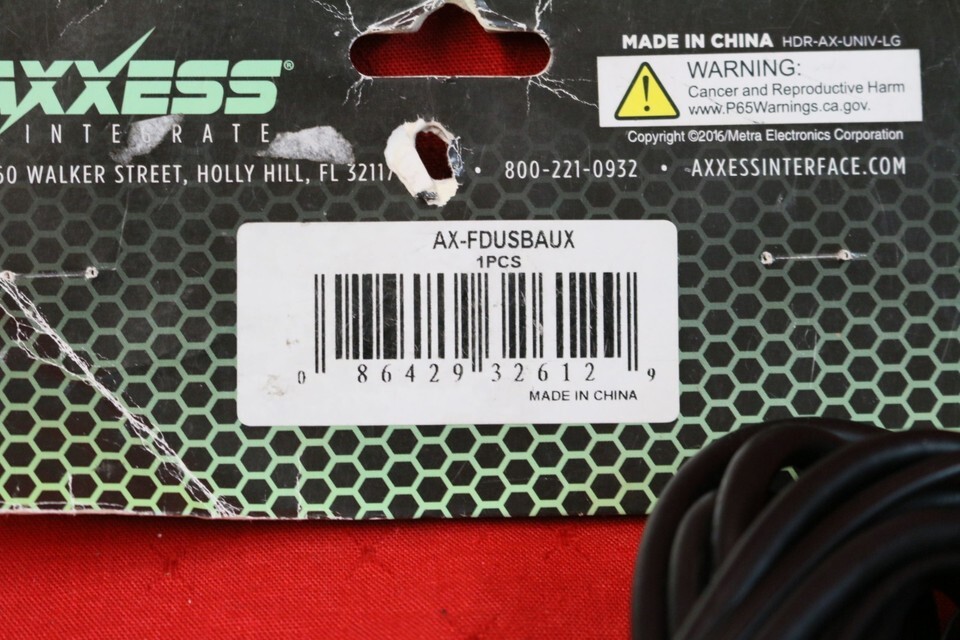 AXXESS®
INTEGRATE
MADE IN CHINA HDR-AX-UNIV-LG
WARNING:
Cancer and Reproductive Harm
www.P65Warnings.ca.gov.
Copyright ©2016/Metra Electronics Corporation
50 WALKER STREET, HOLLY HILL, FL 32117 • 800-221-0932 • AXXESSINTERFACE.COM
AX-FDUSBAUX
1PCS
0 86429 32612 9
MADE IN CHINA